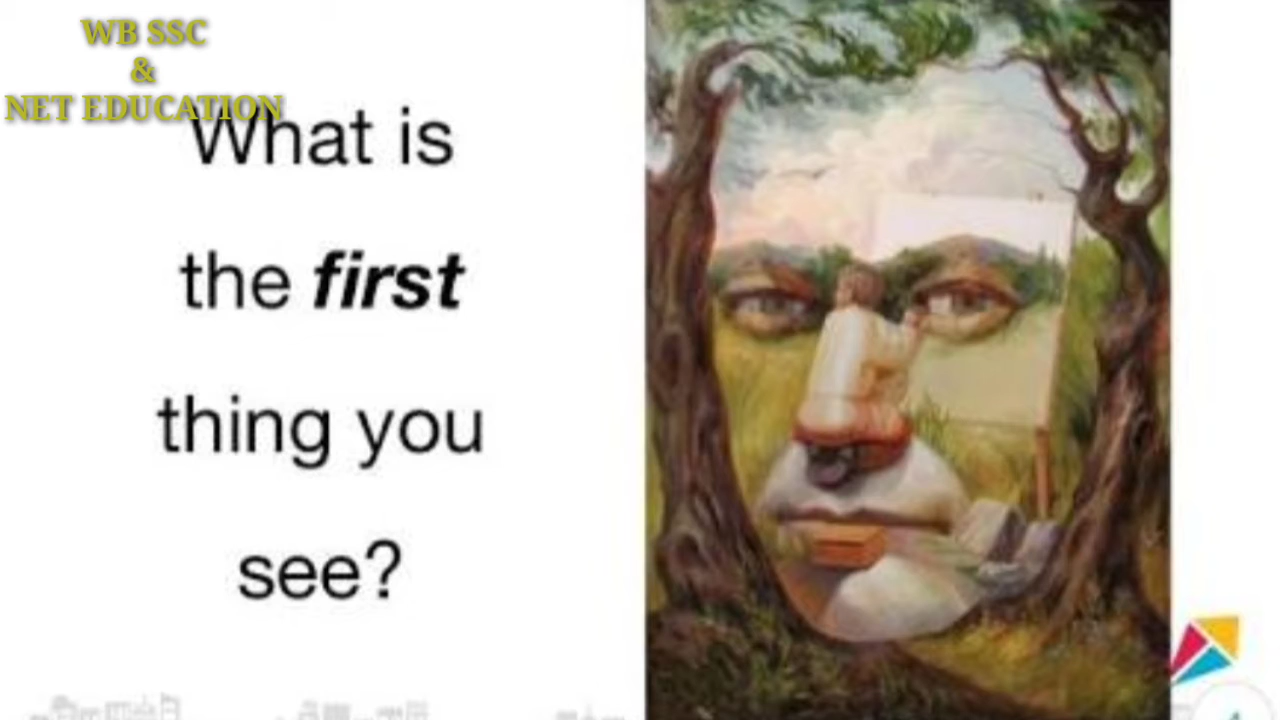 WB SSC
&
NET EDUCATION
What is
the first
thing you
see?